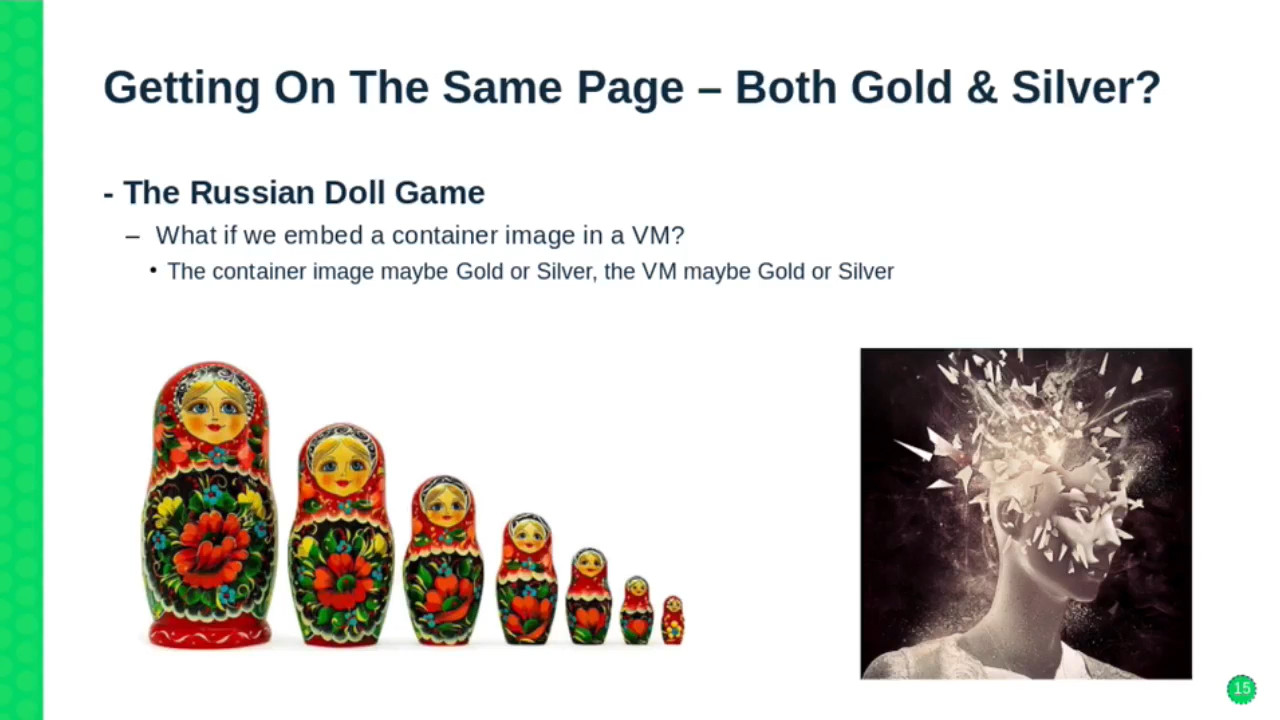 Getting On The Same Page – Both Gold & Silver?
- The Russian Doll Game
– What if we embed a container image in a VM?
• The container image maybe Gold or Silver, the VM maybe Gold or Silver
15